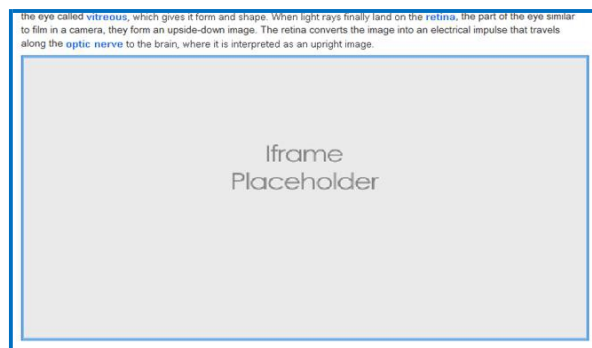 the eye called vitreous, which gives it form and shape. When light rays finally land on the retina, the part of the eye similar
to film in a camera, they form an upside-down image. The retina converts the image into an electrical impulse that travels
along the optic nerve to the brain, where it is interpreted as an upright image.
Iframe
Placeholder